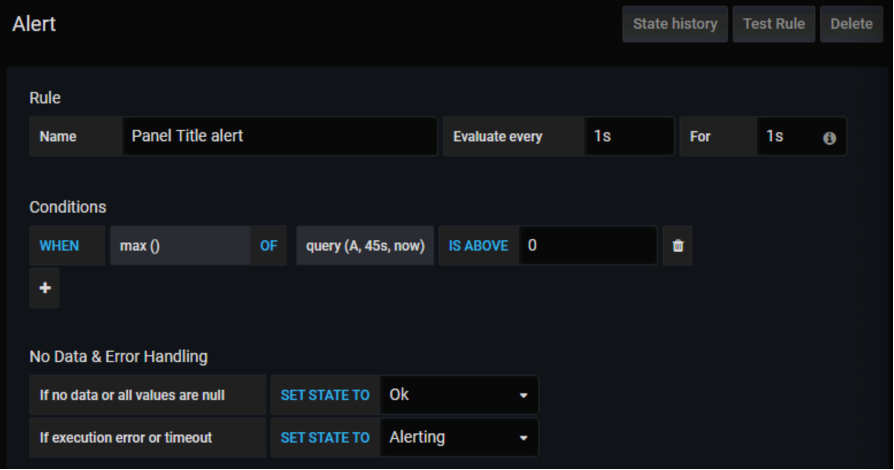 Alert State history Test Rule Delete
Rule
Name Panel Title alert Evaluate every 1s For 1s
Conditions
WHEN max () OF query (A, 45s, now) IS ABOVE 0
No Data & Error Handling
If no data or all values are null SET STATE TO Ok
If execution error or timeout SET STATE TO Alerting